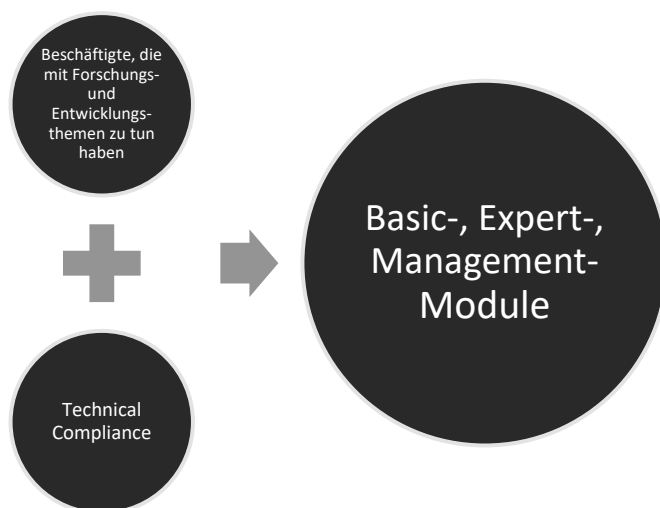 Beschäftigte, die
mit Forschungs-
und
Entwicklungs-
themen zu tun
haben
Technical
Compliance
Basic-, Expert-,
Management-
Module